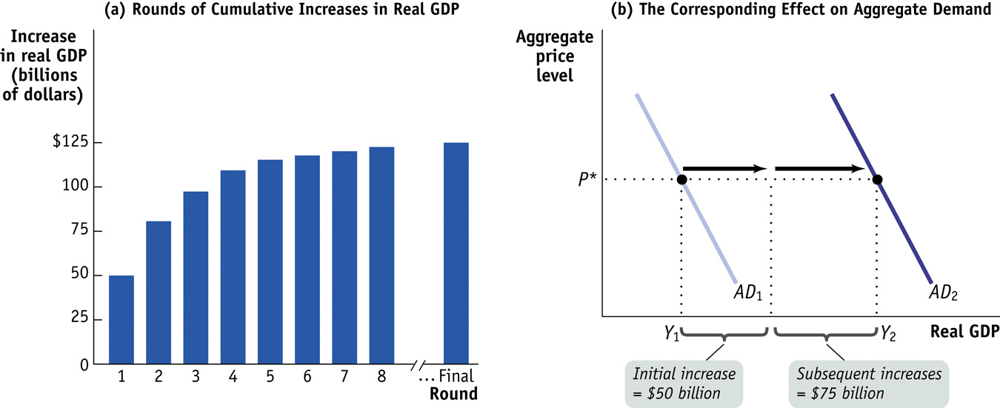 (a) Rounds of Cumulative Increases in Real GDP
Increase
in real GDP
(billions
of dollars)
$125
100
75
50
25
0
1 2 3 4 5 6 7 8 … Final
Round
(b) The Corresponding Effect on Aggregate Demand
Aggregate
price
level
P*
AD₁
AD₂
Y₁
Y₂
Real GDP
Initial increase
= $50 billion
Subsequent increases
= $75 billion